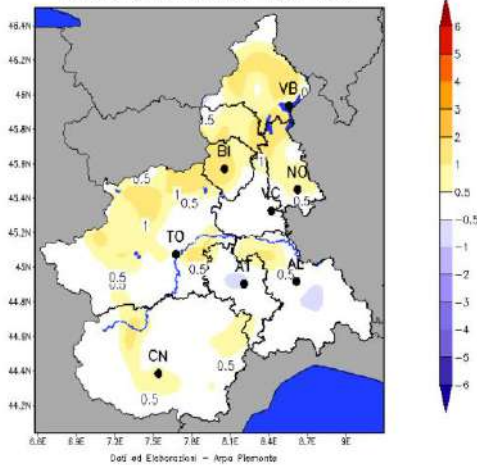 46.4N
46.2N
46N
45.8N
45.6N
45.4N
45.2N
45N
44.8N
44.6N
44.4N
44.2N
VB
0
.5
BI
1
NO
0.5
VC
0.5
1
0.5
1
TO
0.5
AT
0.5
AL
0.5
0.5
CN
0.5
0.5
6.6E 6.9E 7.2E 7.5E 7.8E 8.1E 8.4E 8.7E 9E
Dati ed Elaborazioni - Arpa Piemonte
6
5
4
3
2
1
0.5
-0.5
-1
-2
-3
-4
-5
-6